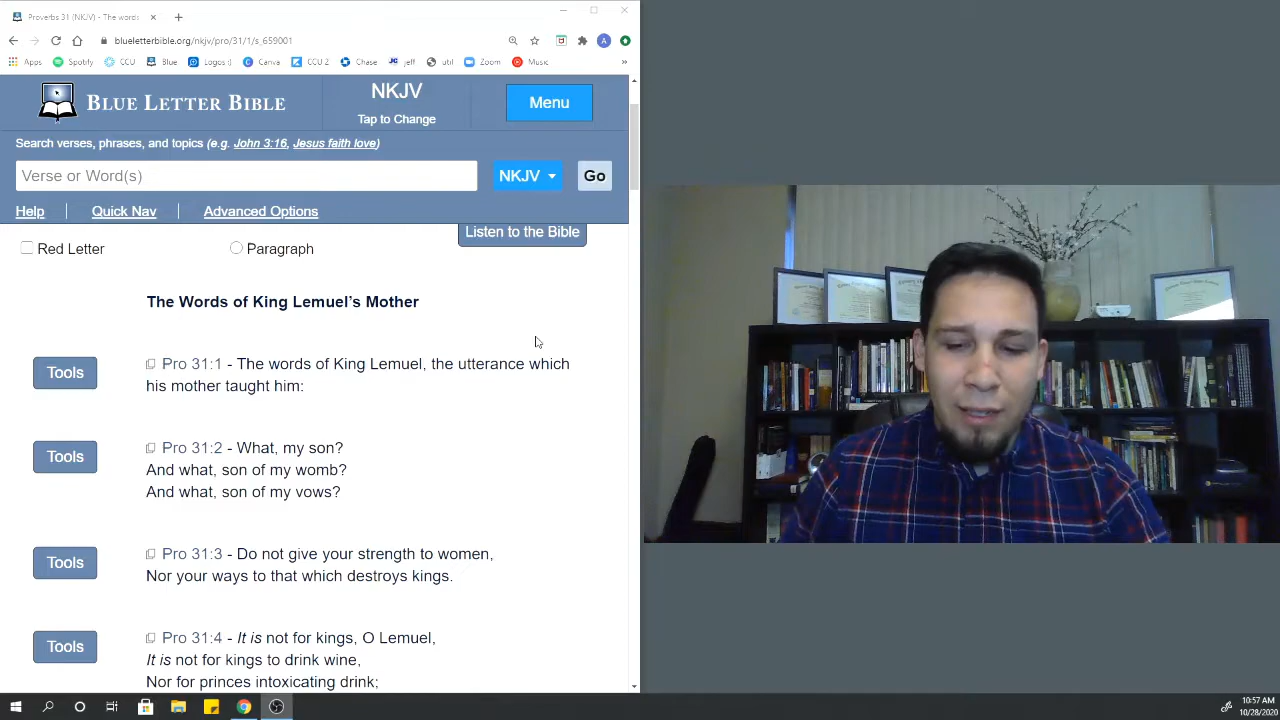 Proverbs 31 (NKJV) - The words
blueletterbible.org/nkjv/pro/31/1/s_659001
A
Apps Spotify CCU Blue Logos Canva CCU 2 Chase jeff util Zoom Music »
BLUE LETTER BIBLE
NKJV
Tap to Change
Menu
Search verses, phrases, and topics (e.g. John 3:16, Jesus faith love)
Verse or Word(s) NKJV Go
Help Quick Nav Advanced Options
Listen to the Bible
Red Letter Paragraph
The Words of King Lemuel's Mother
Tools
Pro 31:1 - The words of King Lemuel, the utterance which
his mother taught him:
Tools
Pro 31:2 - What, my son?
And what, son of my womb?
And what, son of my vows?
Tools
Pro 31:3 - Do not give your strength to women,
Nor your ways to that which destroys kings.
Tools
Pro 31:4 - It is not for kings, O Lemuel,
It is not for kings to drink wine,
Nor for princes intoxicating drink;
10:57 AM
10/28/2020